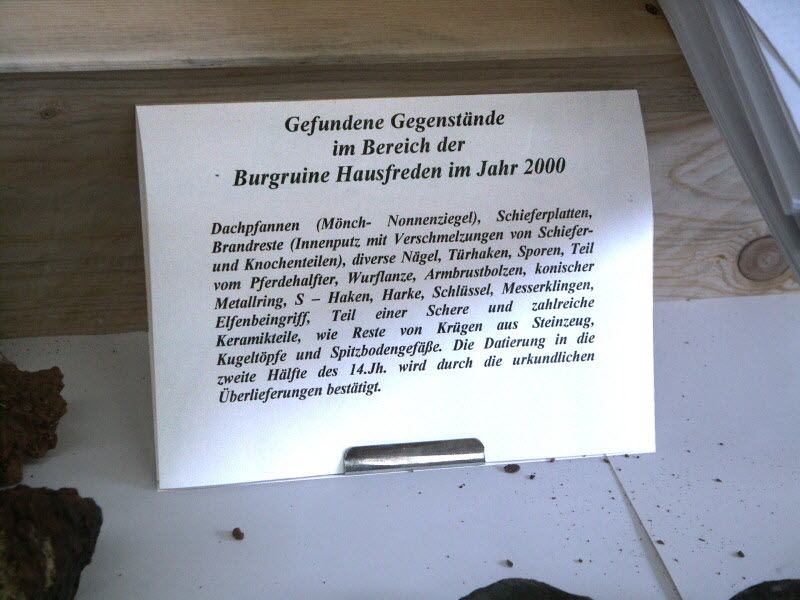 Gefundene Gegenstände
im Bereich der
Burgruine Hausfreden im Jahr 2000
Dachpfannen (Mönch- Nonnenziegel), Schieferplatten,
Brandreste (Innenputz mit Verschmelzungen von Schiefer-
und Knochenteilen), diverse Nägel, Türhaken, Sporen, Teil
vom Pferdehalfter, Wurflanze, Armbrustbolzen, konischer
Metallring, S – Haken, Harke, Schlüssel, Messerklingen,
Elfenbeingriff, Teil einer Schere und zahlreiche
Keramikteile, wie Reste von Krügen aus Steinzeug,
Kugeltöpfe und Spitzbodengefäße. Die Datierung in die
zweite Hälfte des 14.Jh. wird durch die urkundlichen
Überlieferungen bestätigt.